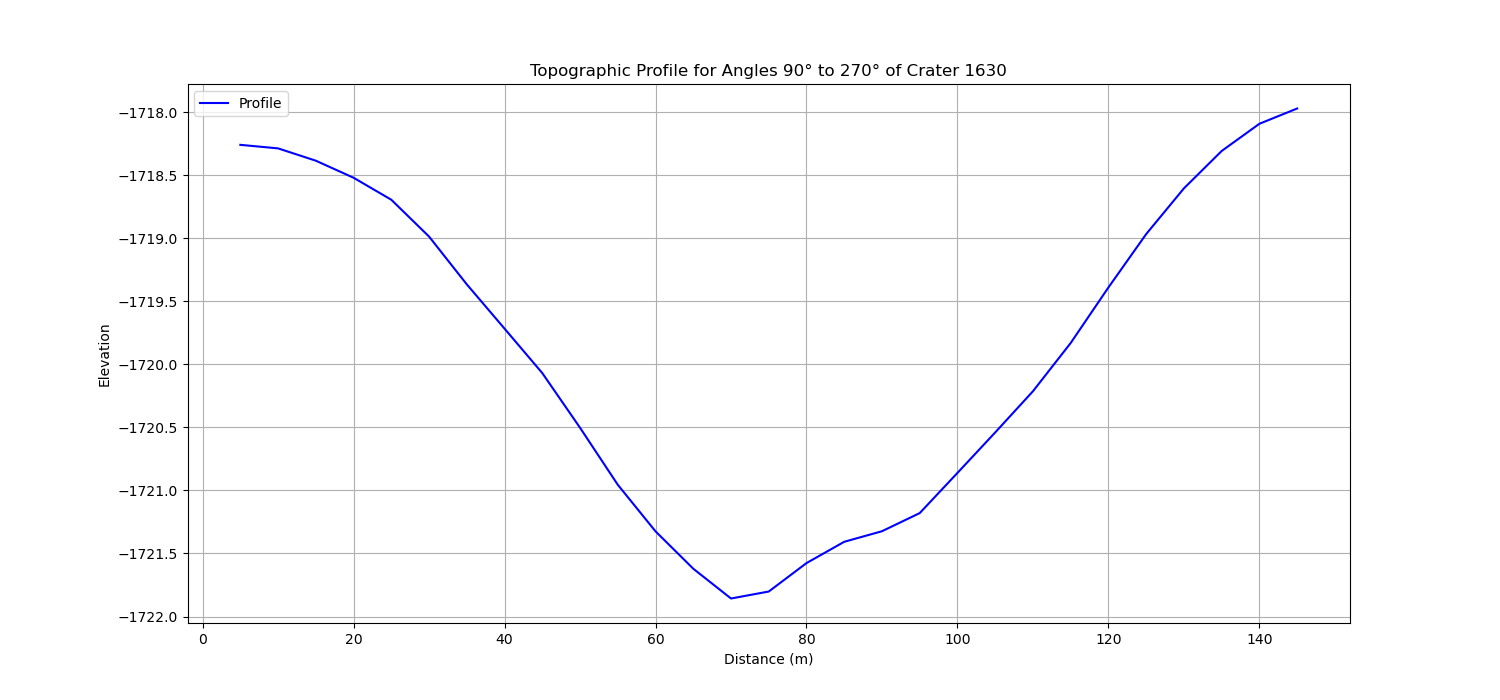 Topographic Profile for Angles 90° to 270° of Crater 1630
Profile
−1718.0
−1718.5
−1719.0
−1719.5
−1720.0
−1720.5
−1721.0
−1721.5
−1722.0
Elevation
0 20 40 60 80 100 120 140
Distance (m)